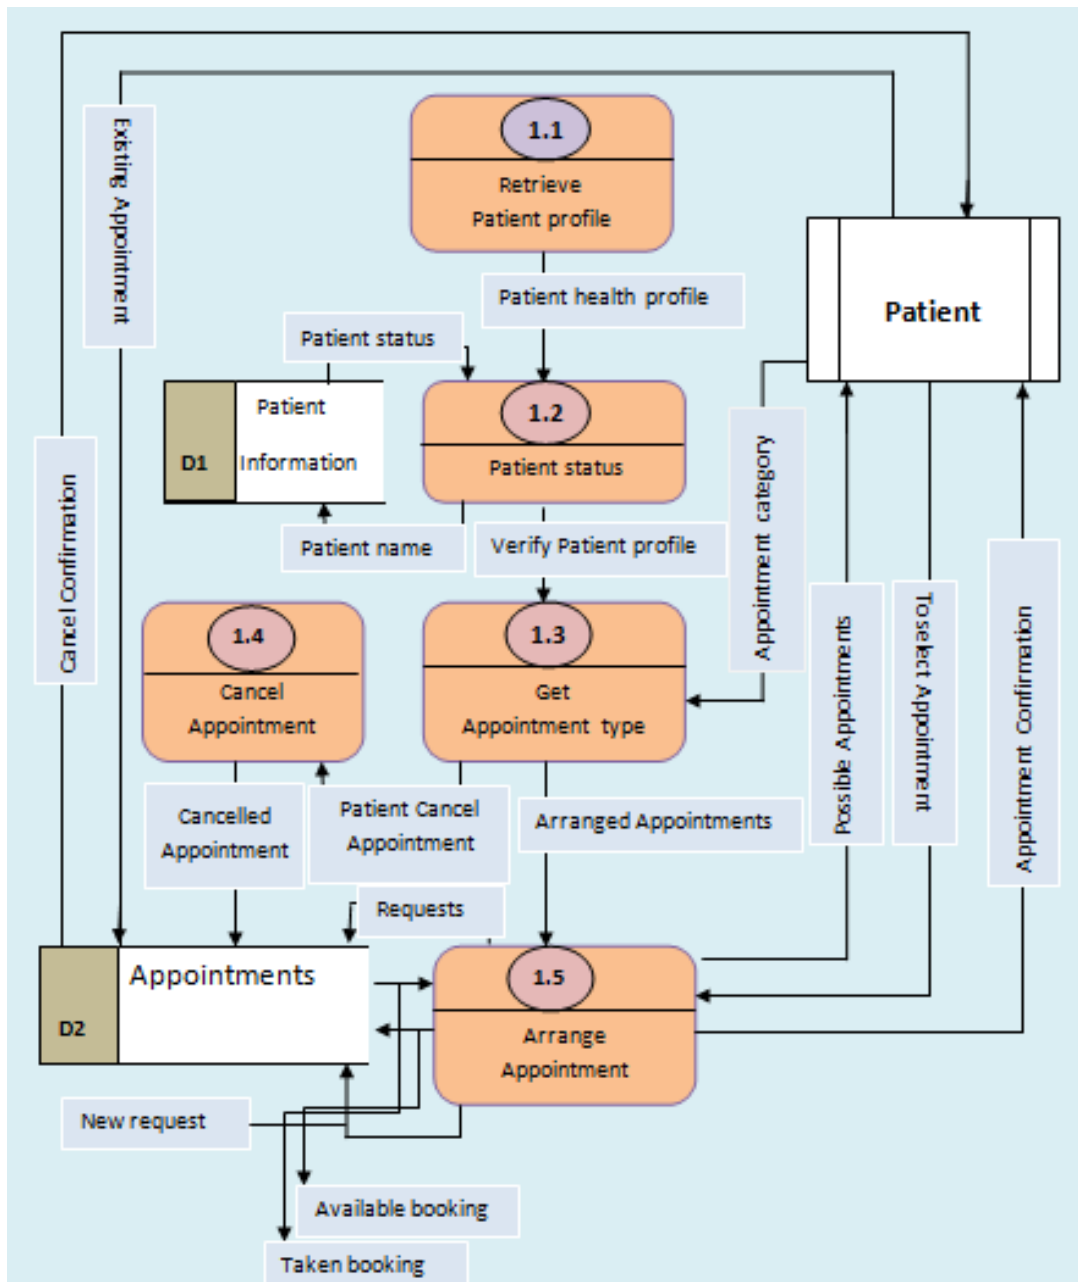 1.1
Retrieve
Patient profile
Existing Appointment
Patient health profile
Patient
Patient status
Patient
D1
Information
1.2
Patient status
Patient name
Verify Patient profile
Appointment category
Cancel Confirmation
1.4
Cancel
Appointment
1.3
Get
Appointment type
Possible Appointments
To select Appointment
Appointment Confirmation
Cancelled
Appointment
Patient Cancel
Appointment
Arranged Appointments
Requests
Appointments
D2
1.5
Arrange
Appointment
New request
Available booking
Taken booking